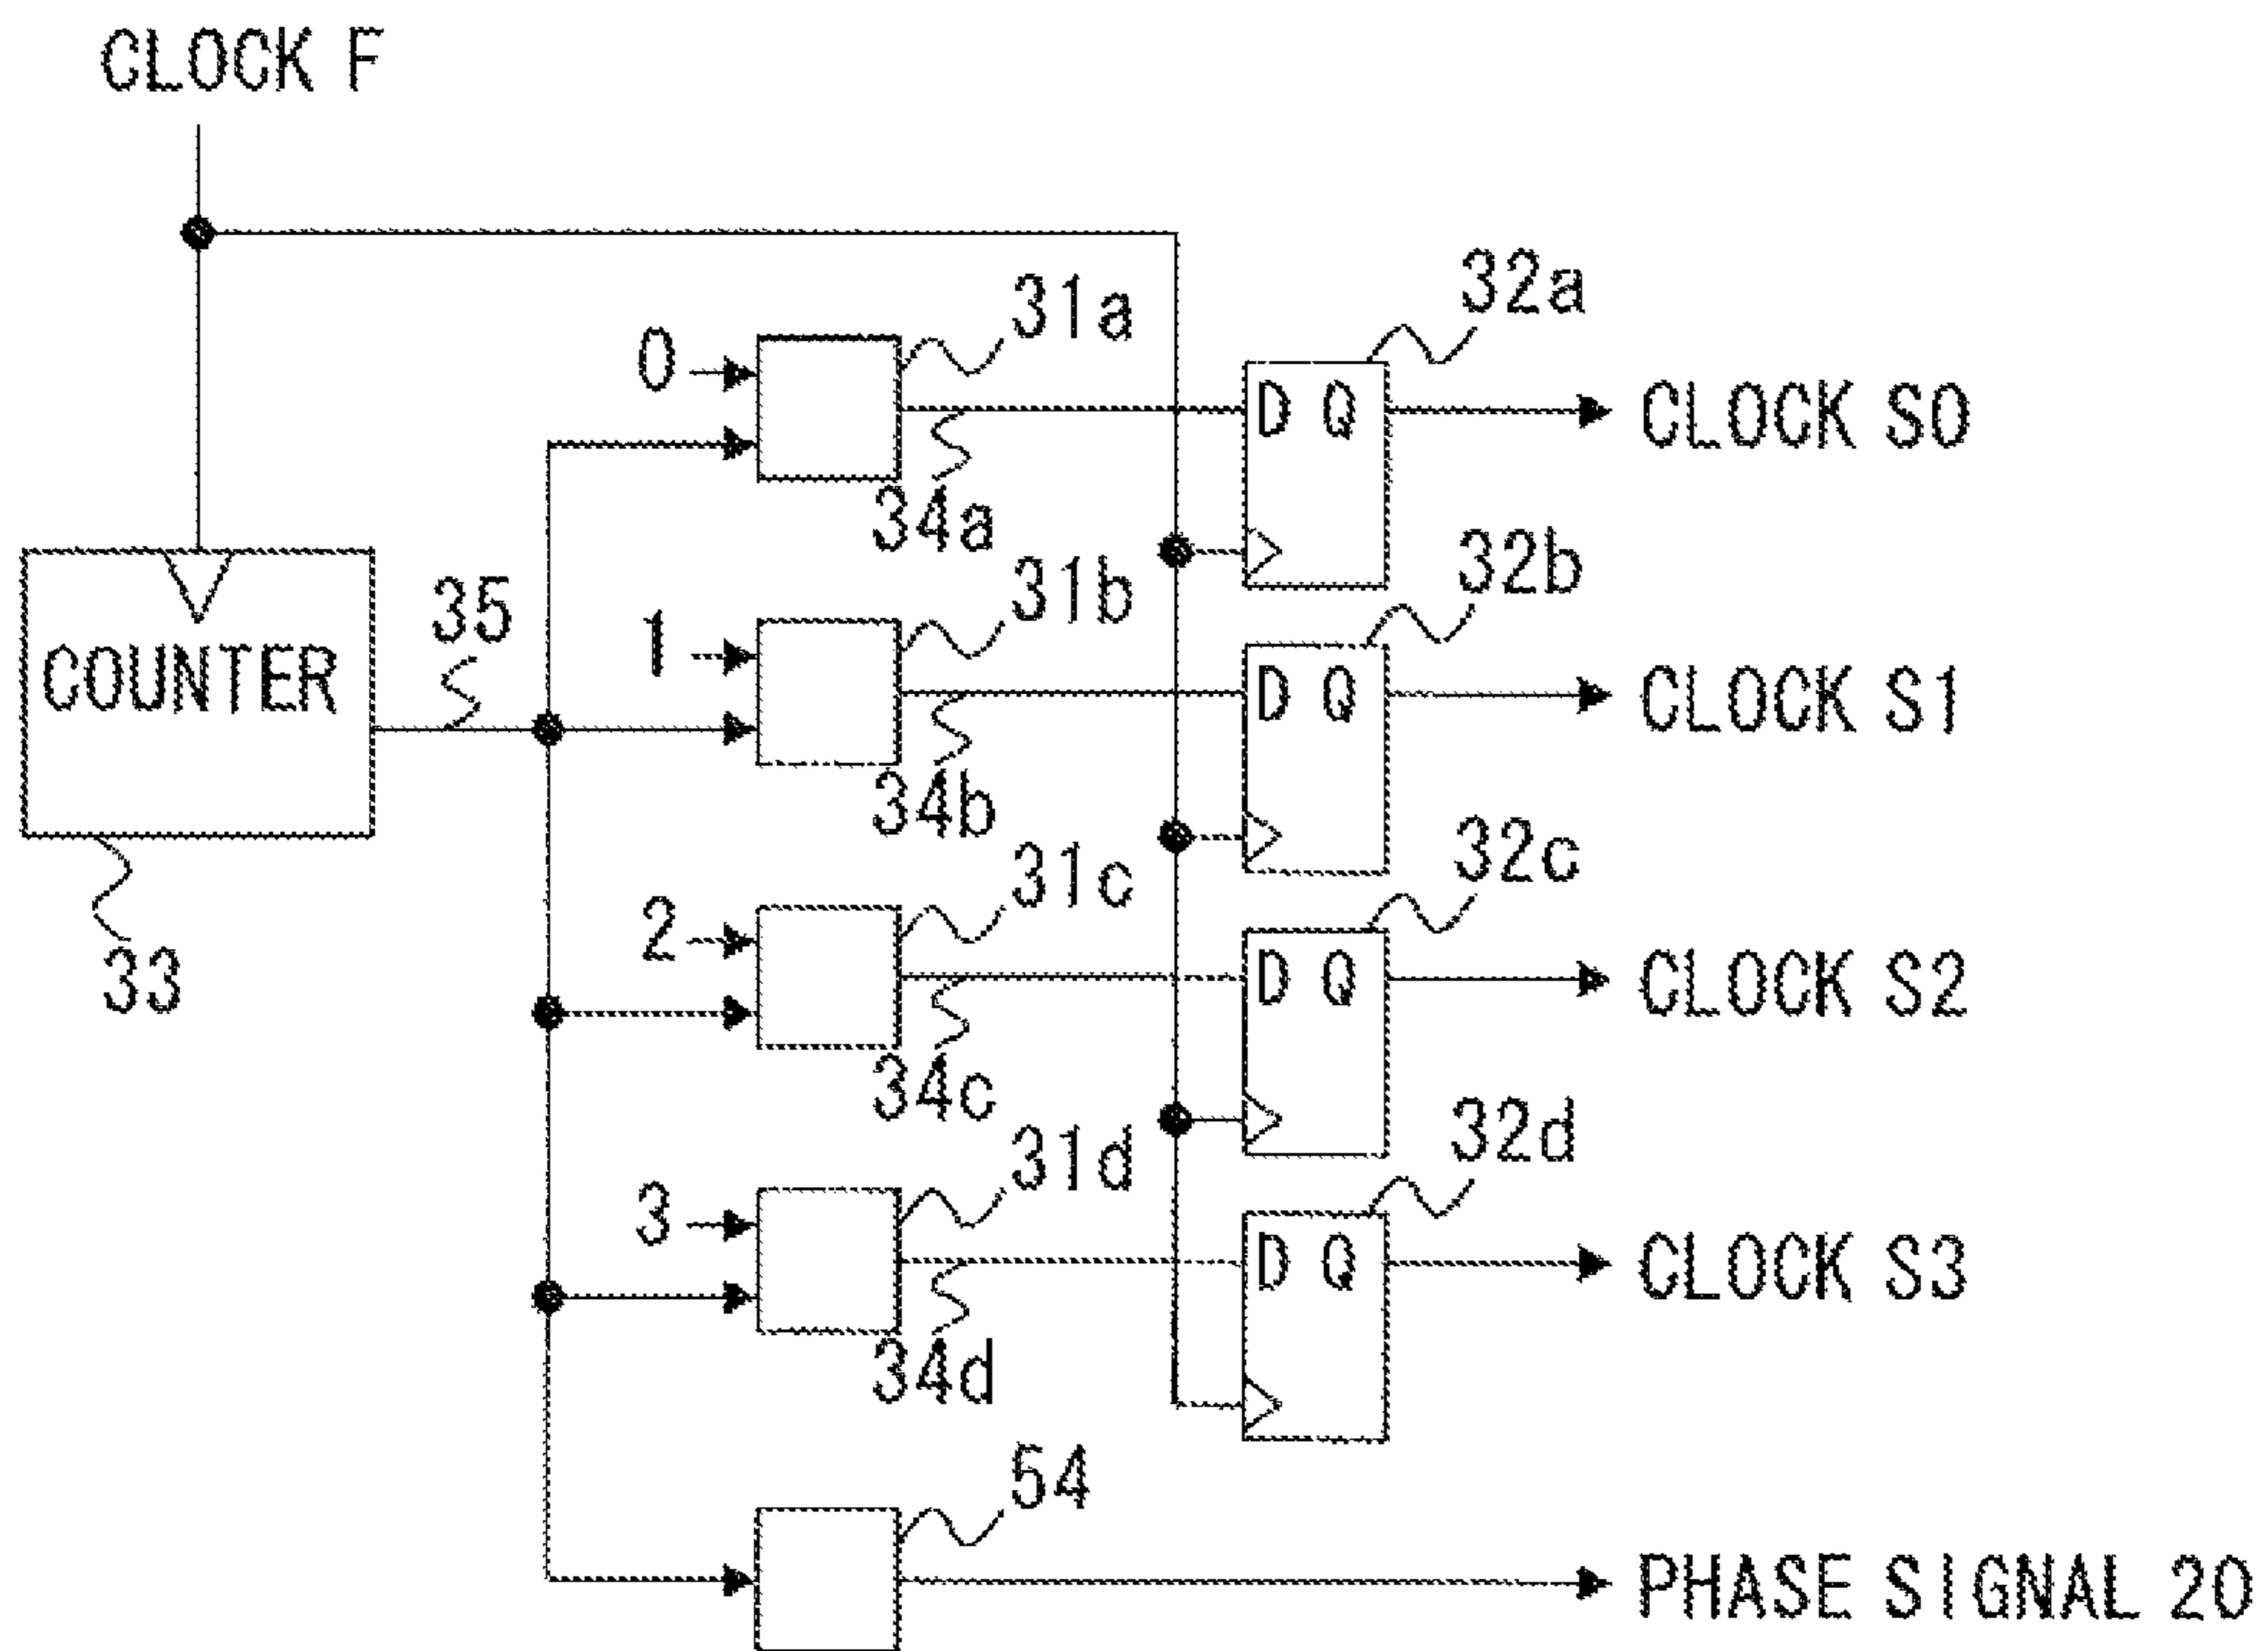 CLOCK F
32a
31a
0
D Q
CLOCK S0
34a
32b
31b
35
1
COUNTER
D Q
CLOCK S1
34b
32c
31c
2
33
D Q
CLOCK S2
34c
32d
31d
3
D Q
CLOCK S3
34d
54
PHASE SIGNAL 20